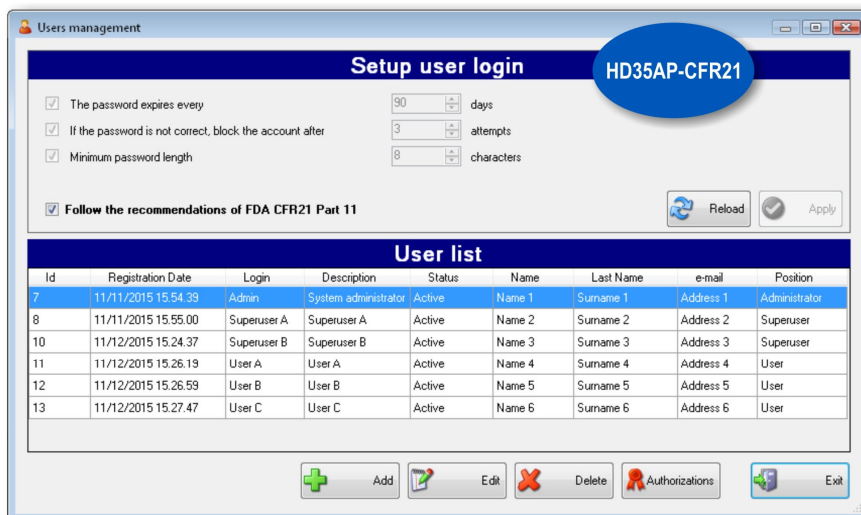 Users management
Setup user login
HD35AP-CFR21
The password expires every 90 days
If the password is not correct, block the account after 3 attempts
Minimum password length 8 characters
Follow the recommendations of FDA CFR21 Part 11
Reload Apply
User list
Id Registration Date Login Description Status Name Last Name e-mail Position
7 11/11/2015 15.54.39 Admin System administrator Active Name 1 Surname 1 Address 1 Administrator
8 11/11/2015 15.55.00 Superuser A Superuser A Active Name 2 Surname 2 Address 2 Superuser
10 11/12/2015 15.24.37 Superuser B Superuser B Active Name 3 Surname 3 Address 3 Superuser
11 11/12/2015 15.26.19 User A User A Active Name 4 Surname 4 Address 4 User
12 11/12/2015 15.26.59 User B User B Active Name 5 Surname 5 Address 5 User
13 11/12/2015 15.27.47 User C User C Active Name 6 Surname 6 Address 6 User
Add Edit Delete Authorizations Exit